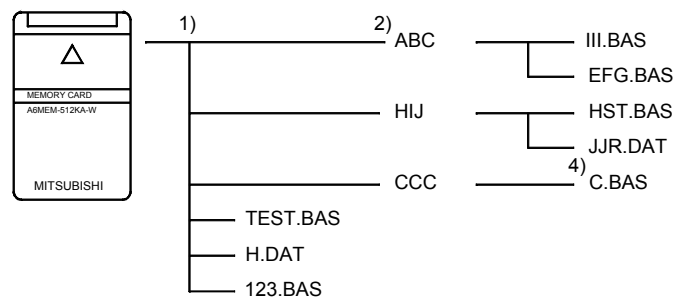 1)
2)
ABC
III.BAS
EFG.BAS
MEMORY CARD
A6MEM-512KA-W
HIJ
HST.BAS
JJR.DAT
4)
MITSUBISHI
CCC
C.BAS
TEST.BAS
H.DAT
123.BAS